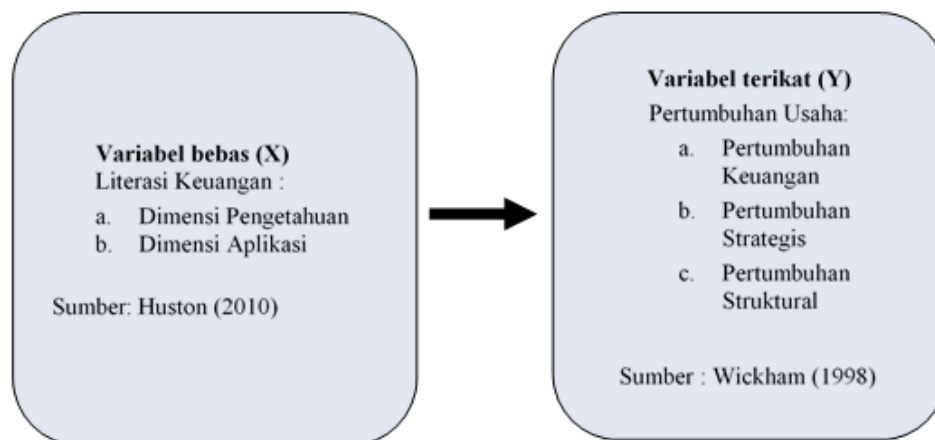 Variabel bebas (X)
Literasi Keuangan :
a. Dimensi Pengetahuan
b. Dimensi Aplikasi
Sumber: Huston (2010)
Variabel terikat (Y)
Pertumbuhan Usaha:
a. Pertumbuhan
Keuangan
b. Pertumbuhan
Strategis
c. Pertumbuhan
Struktural
Sumber : Wickham (1998)